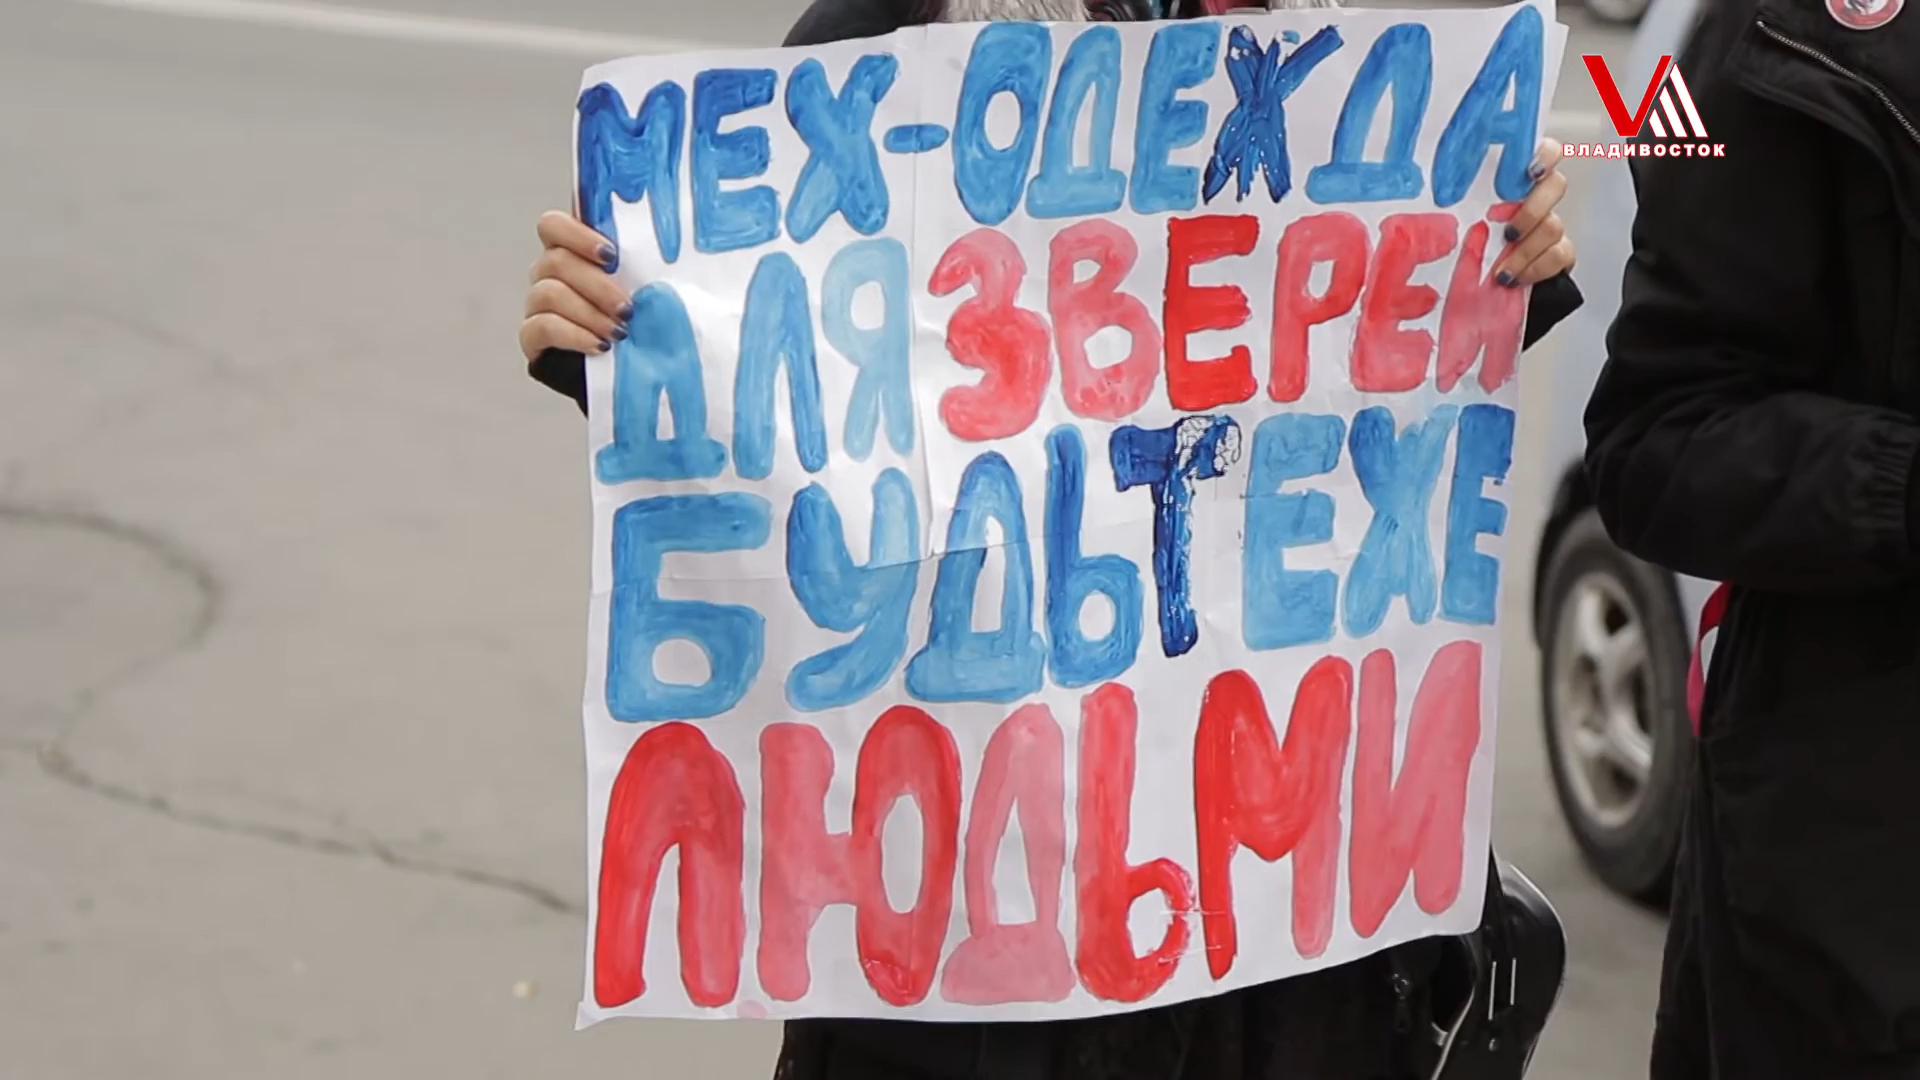 МЕХ-ОДЕЖДА
ДЛЯ ЗВЕРЕЙ
БУДЬТЕ ЖЕ
ЛЮДЬМИ
ВЛАДИВОСТОК